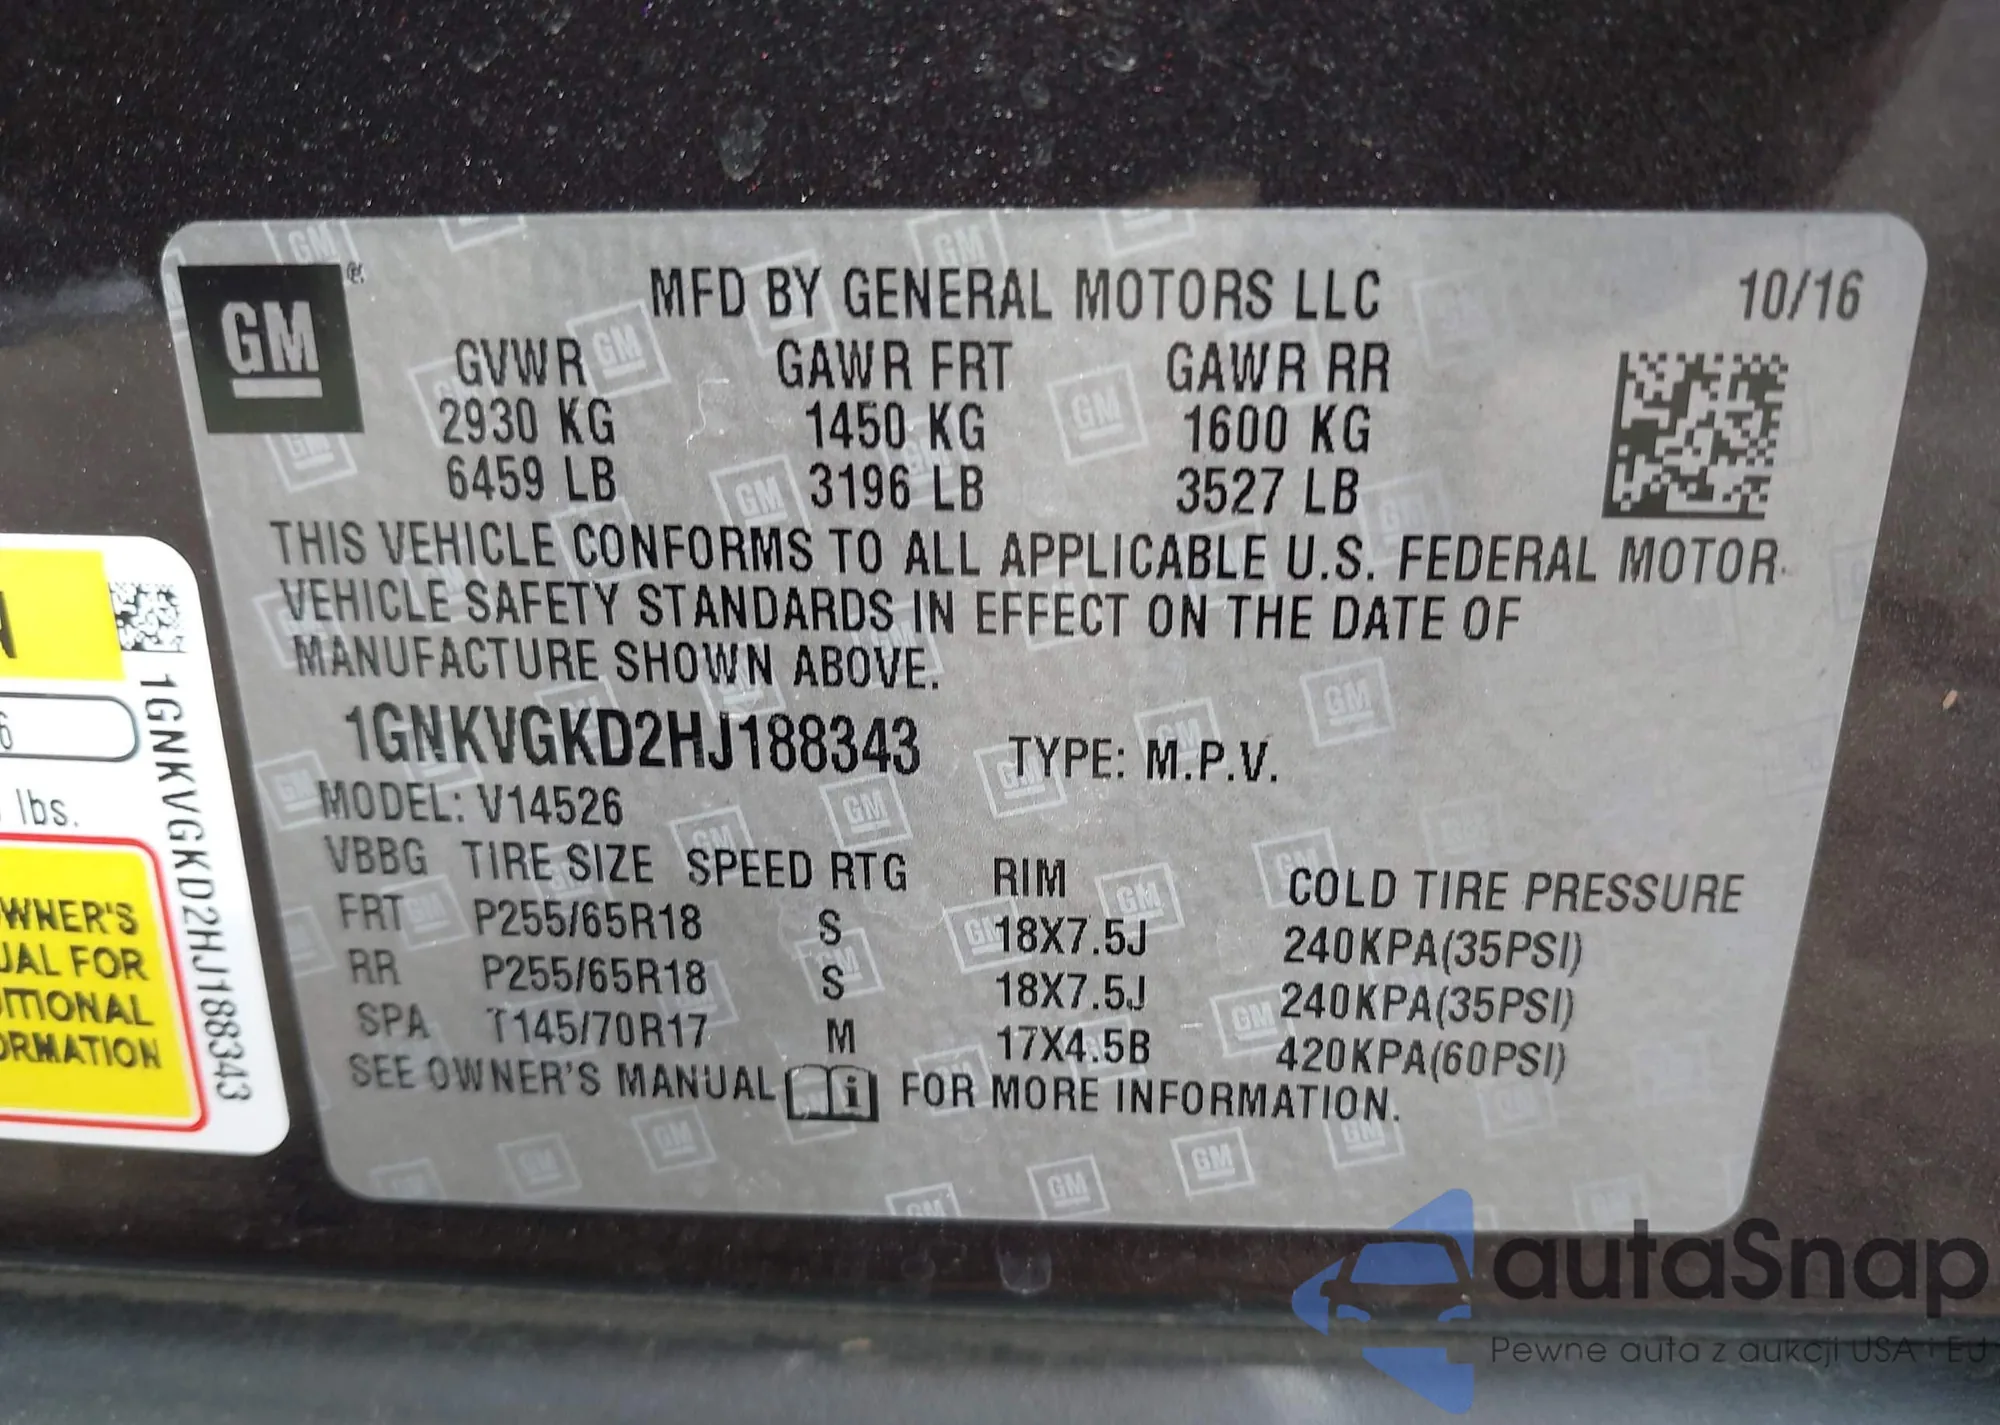 GM
MFD BY GENERAL MOTORS LLC
10/16
GVWR GAWR FRT GAWR RR
2930 KG 1450 KG 1600 KG
6459 LB 3196 LB 3527 LB
THIS VEHICLE CONFORMS TO ALL APPLICABLE U.S. FEDERAL MOTOR
VEHICLE SAFETY STANDARDS IN EFFECT ON THE DATE OF
MANUFACTURE SHOWN ABOVE.
1GNKVGKD2HJ188343 TYPE: M.P.V.
MODEL: V14526
VBBG TIRE SIZE SPEED RTG RIM COLD TIRE PRESSURE
FRT P255/65R18 S 18X7.5J 240KPA(35PSI)
RR P255/65R18 S 18X7.5J 240KPA(35PSI)
SPA T145/70R17 M 17X4.5B 420KPA(60PSI)
SEE OWNER'S MANUAL i FOR MORE INFORMATION.
1GNKVGKD2HJ188343
6
lbs.
WNER'S
UAL FOR
ITIONAL
ORMATION
autaSnap
Pewne auta z aukcji USA i EU